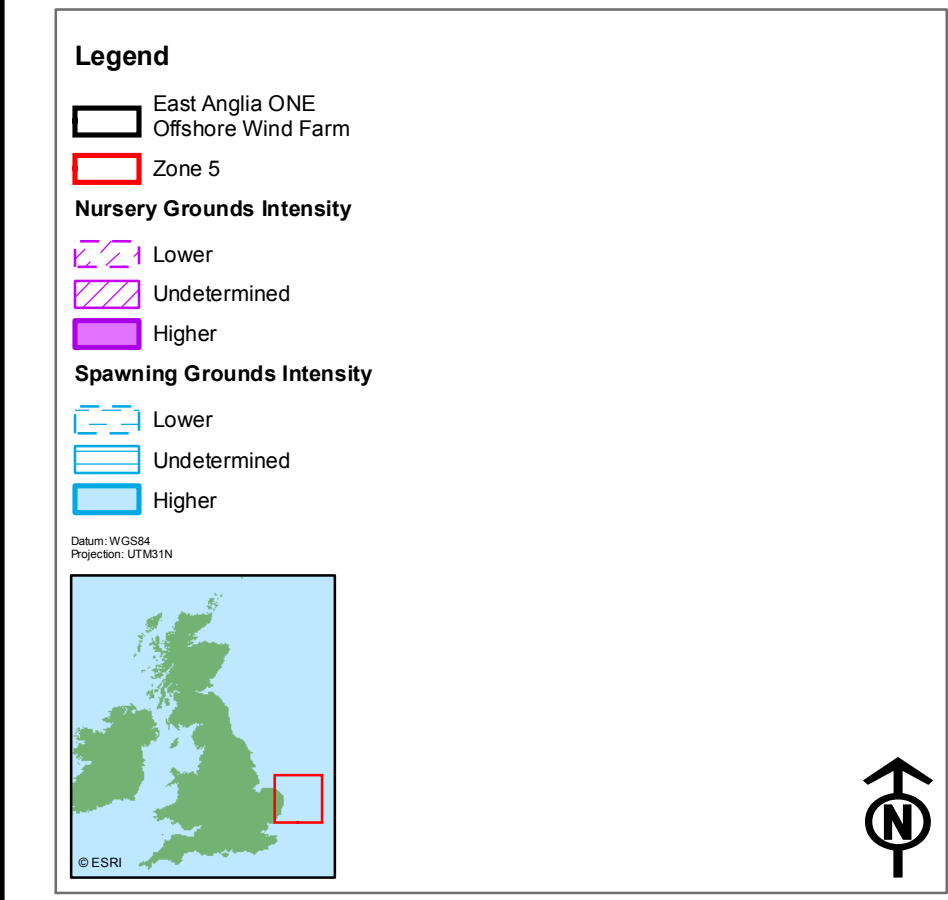 Legend
East Anglia ONE
Offshore Wind Farm
Zone 5
Nursery Grounds Intensity
Lower
Undetermined
Higher
Spawning Grounds Intensity
Lower
Undetermined
Higher
Datum: WGS84
Projection: UTM31N
© ESRI
N